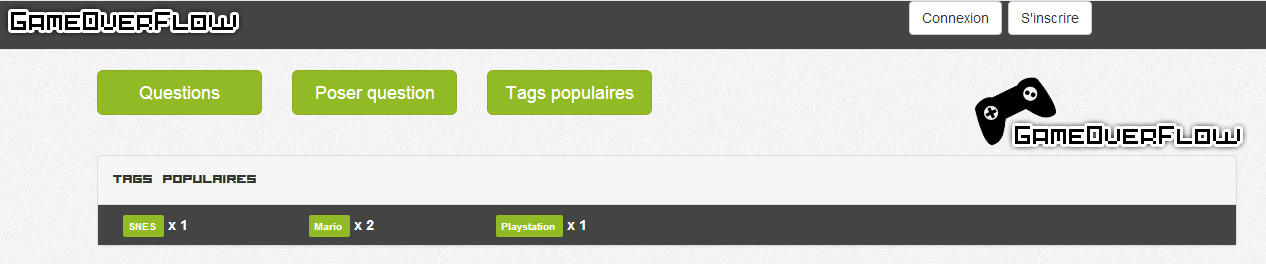 GameOverFlow
Connexion S'inscrire
Questions Poser question Tags populaires
GameOverFlow
TAGS POPULAIRES
SNES x 1 Mario x 2 Playstation x 1